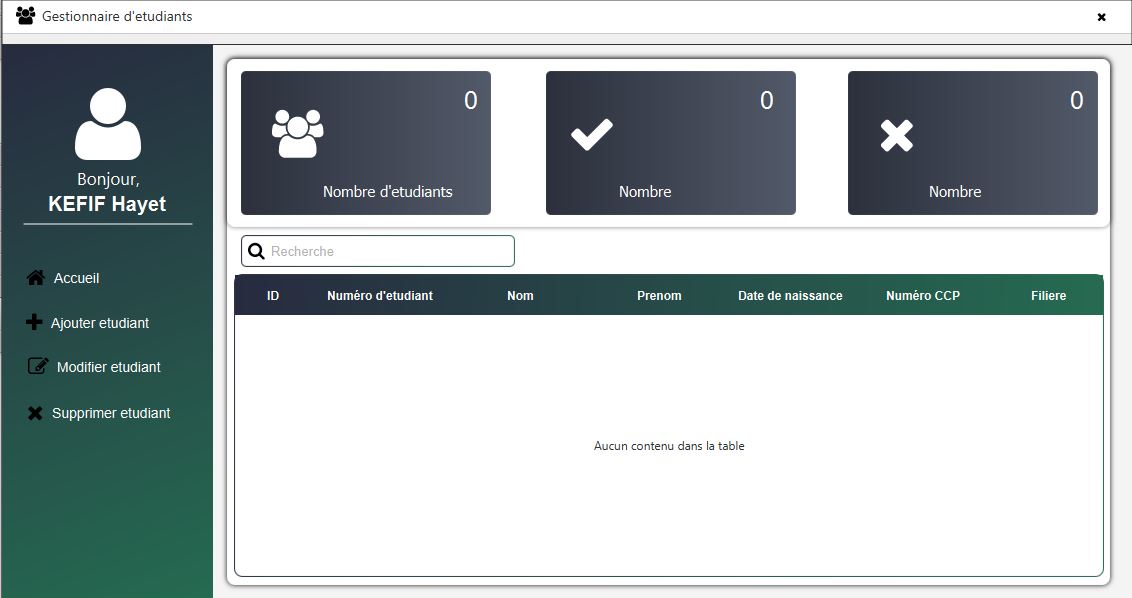 Gestionnaire d'etudiants
Bonjour,
KEFIF Hayet
Accueil
Ajouter etudiant
Modifier etudiant
Supprimer etudiant
0
Nombre d'etudiants
0
Nombre
0
Nombre
Recherche
ID Numéro d'etudiant Nom Prenom Date de naissance Numéro CCP Filiere
Aucun contenu dans la table